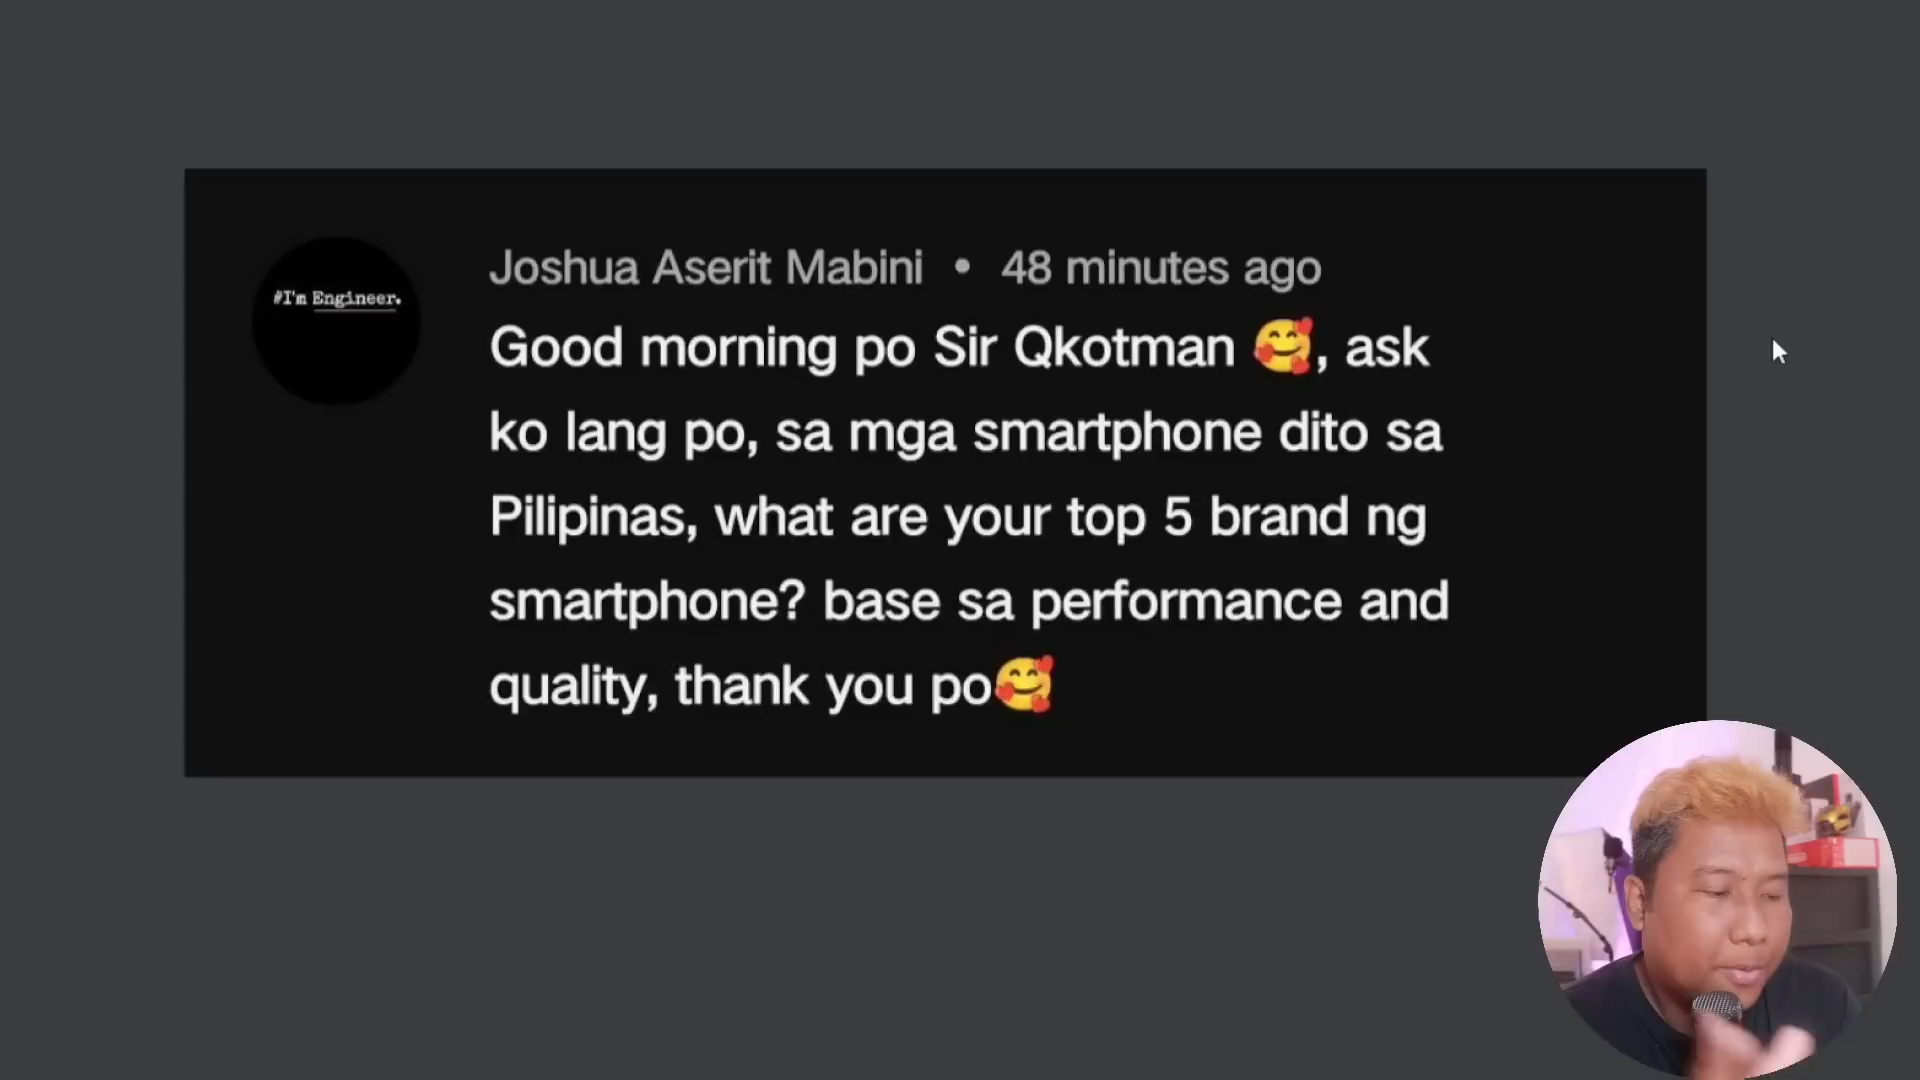 #I'm Engineer.
Joshua Aserit Mabini • 48 minutes ago
Good morning po Sir Qkotman 🥰, ask
ko lang po, sa mga smartphone dito sa
Pilipinas, what are your top 5 brand ng
smartphone? base sa performance and
quality, thank you po🥰